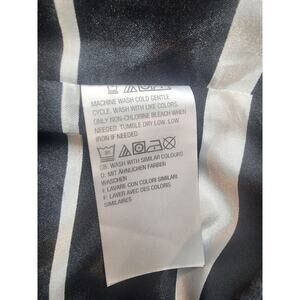 MACHINE WASH COLD GENTLE
CYCLE. WASH WITH LIKE COLORS.
ONLY NON-CHLORINE BLEACH WHEN
NEEDED. TUMBLE DRY LOW. LOW
IRON IF NEEDED.
GB: WASH WITH SIMILAR COLOURS
D: MIT ÄHNLICHEN FARBEN
WASCHEN
I: LAVARE CON COLORI SIMILARI
F: LAVER AVEC DES COLORIS
SIMILAIRES